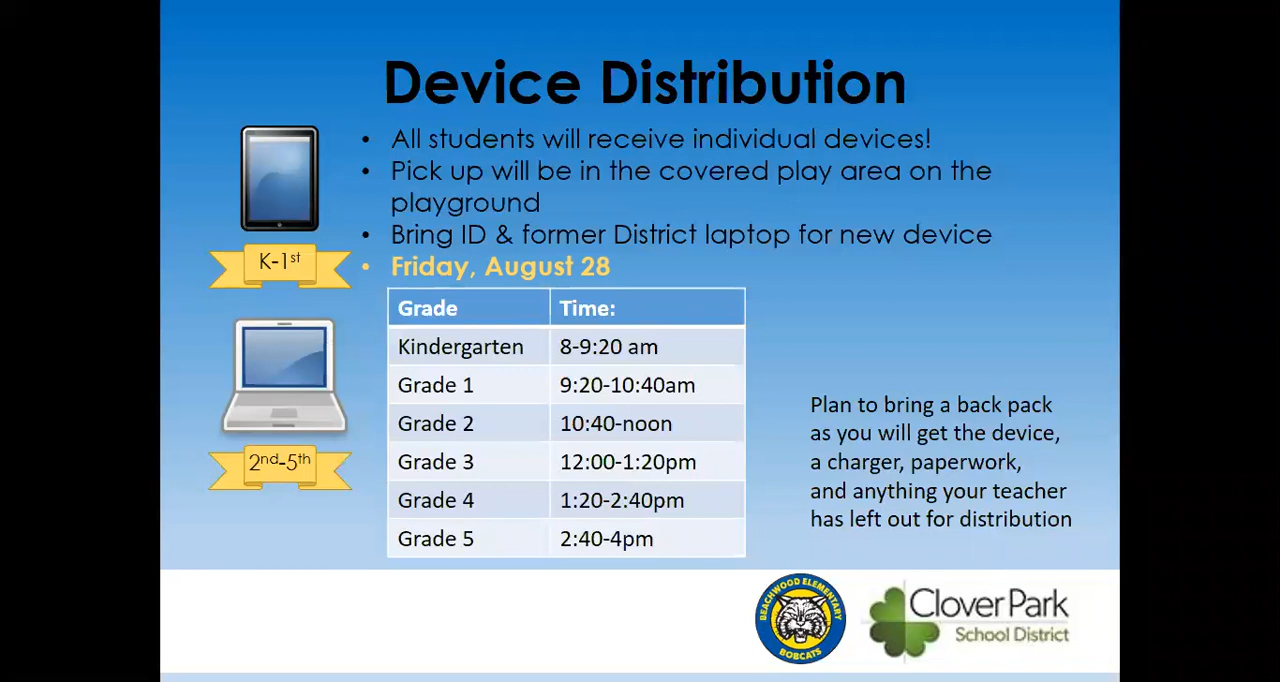 Device Distribution
• All students will receive individual devices!
• Pick up will be in the covered play area on the
playground
• Bring ID & former District laptop for new device
• Friday, August 28
K-1st
2nd-5th
Grade Time:
Kindergarten 8-9:20 am
Grade 1 9:20-10:40am
Grade 2 10:40-noon
Grade 3 12:00-1:20pm
Grade 4 1:20-2:40pm
Grade 5 2:40-4pm
Plan to bring a back pack
as you will get the device,
a charger, paperwork,
and anything your teacher
has left out for distribution
BEACHWOOD ELEMENTARY
BOBCATS
Clover Park
School District